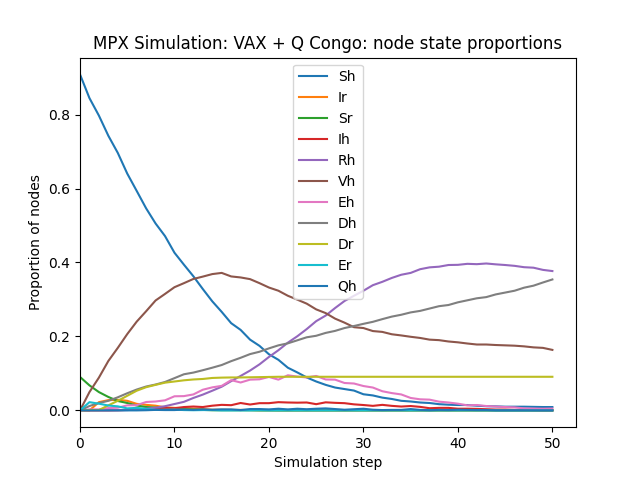 MPX Simulation: VAX + Q Congo: node state proportions
Proportion of nodes
0.8
0.6
0.4
0.2
0.0
Sh
Ir
Sr
Ih
Rh
Vh
Eh
Dh
Dr
Er
Qh
0 10 20 30 40 50
Simulation step